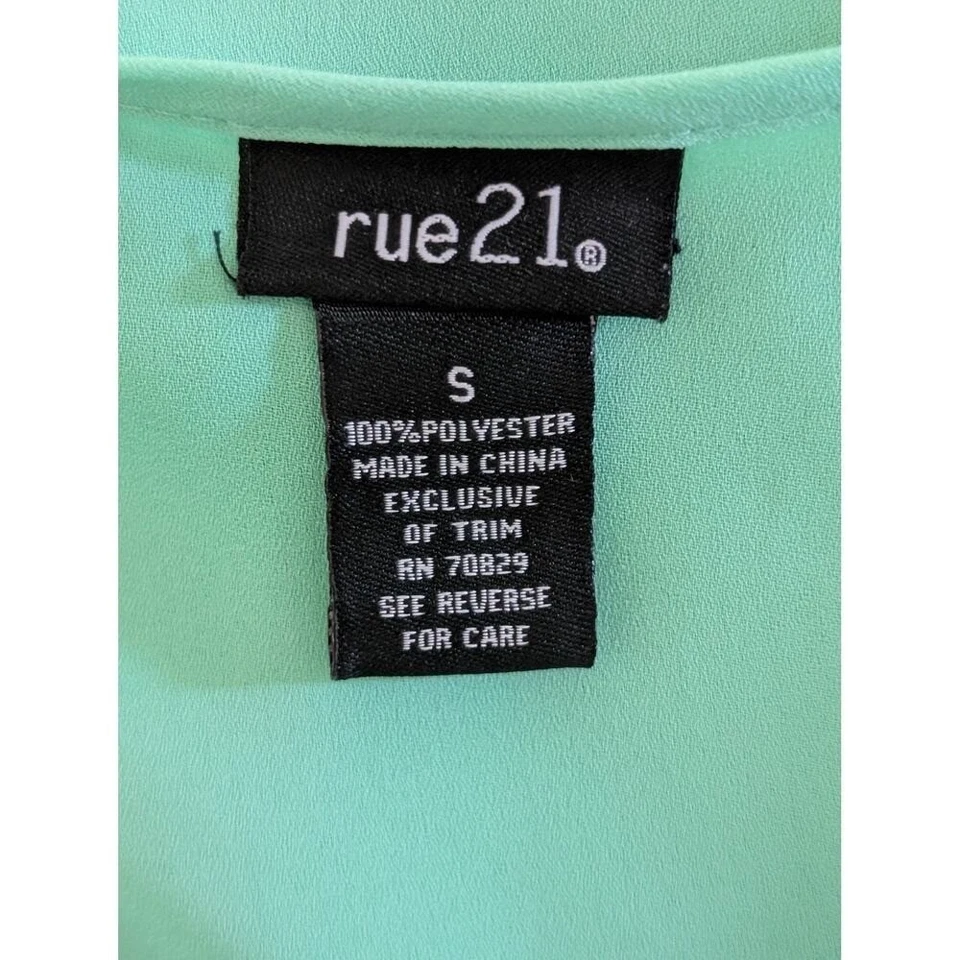 rue21®
S
100%POLYESTER
MADE IN CHINA
EXCLUSIVE
OF TRIM
RN 70829
SEE REVERSE
FOR CARE